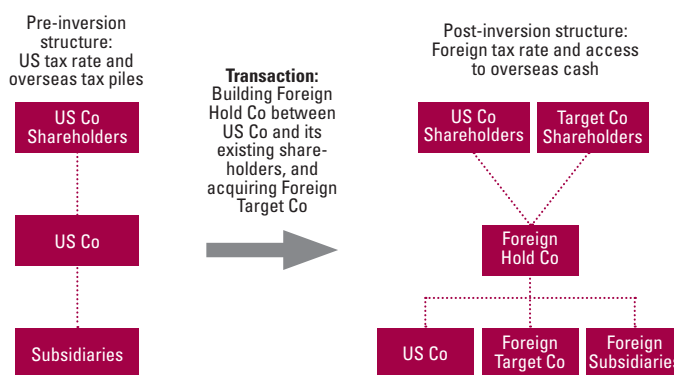 Pre-inversion
structure:
US tax rate and
overseas tax piles
US Co
Shareholders
US Co
Subsidiaries
Transaction:
Building Foreign
Hold Co between
US Co and its
existing share-
holders, and
acquiring Foreign
Target Co
Post-inversion structure:
Foreign tax rate and access
to overseas cash
US Co
Shareholders
Target Co
Shareholders
Foreign
Hold Co
US Co
Foreign
Target Co
Foreign
Subsidiaries